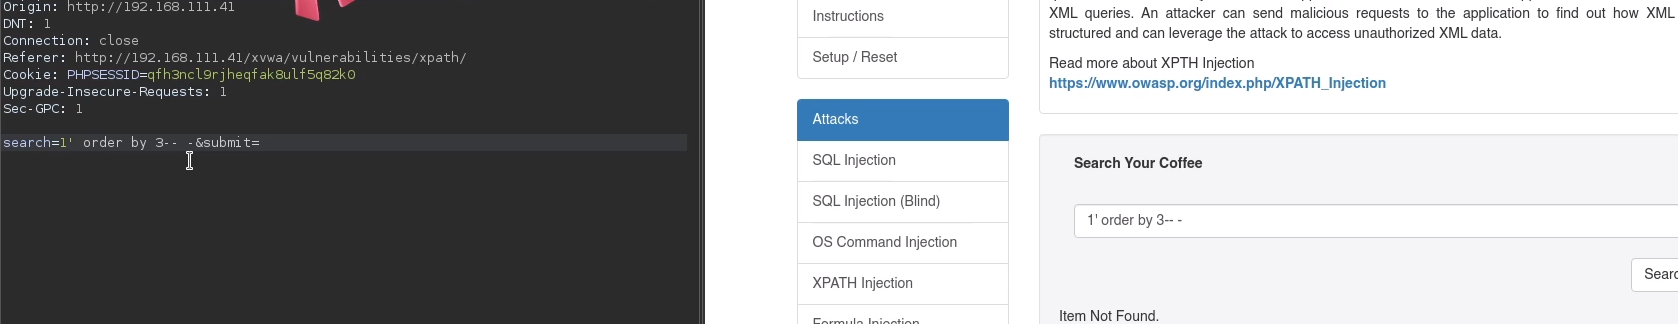 Origin: http://192.168.111.41
DNT: 1
Connection: close
Referer: http://192.168.111.41/xvwa/vulnerabilities/xpath/
Cookie: PHPSESSID=qfh3ncl9rjheqfak8ulf5q82k0
Upgrade-Insecure-Requests: 1
Sec-GPC: 1
search=1' order by 3-- -&submit=
Instructions
Setup / Reset
Attacks
SQL Injection
SQL Injection (Blind)
OS Command Injection
XPATH Injection
Formula Injection
XML queries. An attacker can send malicious requests to the application to find out how XML
structured and can leverage the attack to access unauthorized XML data.
Read more about XPTH Injection
https://www.owasp.org/index.php/XPATH_Injection
Search Your Coffee
1' order by 3-- -
Searc
Item Not Found.